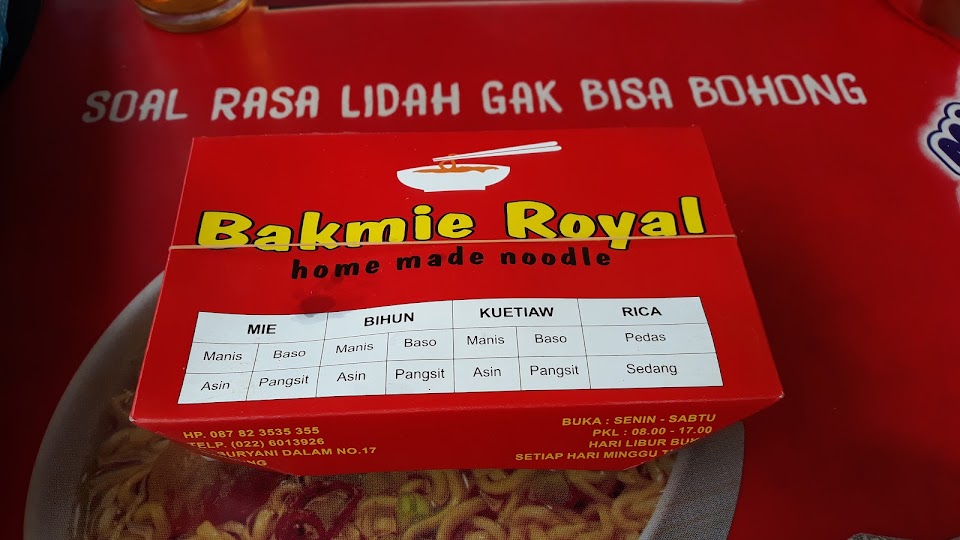 SOAL RASA LIDAH GAK BISA BOHONG
Bakmie Royal
home made noodle
MIE BIHUN KUETIAW RICA
Manis Baso Manis Baso Manis Baso Pedas
Asin Pangsit Asin Pangsit Asin Pangsit Sedang
HP. 087 82 3535 355
TELP. (022) 6013926
SURYANI DALAM NO.17
BUKA : SENIN - SABTU
PKL : 08.00 - 17.00
HARI LIBUR
SETIAP HARI MINGGU